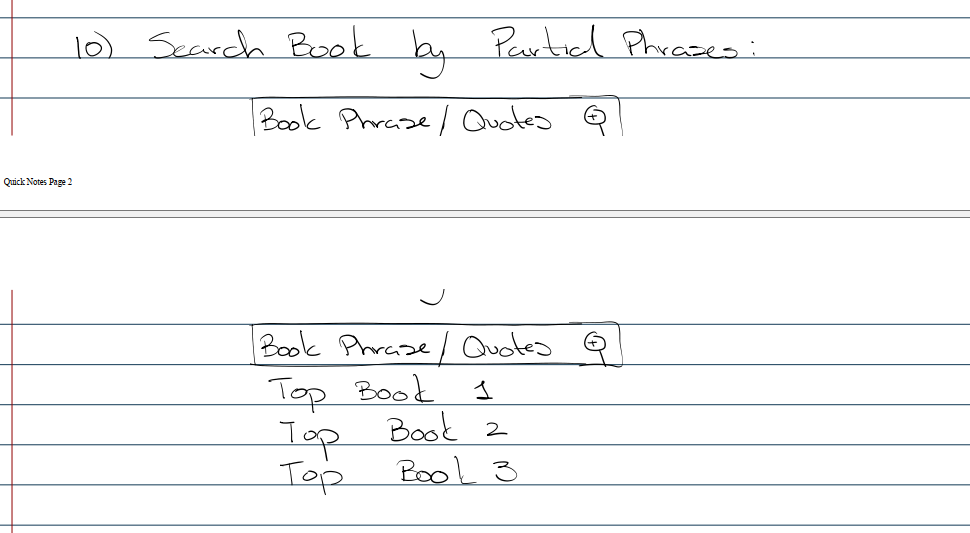 10) Search Book by Partial Phrases:
Book Phrase/ Quotes
Quick Notes Page 2
Book Phrase/ Quotes
Top Book 1
Top Book 2
Top Book 3